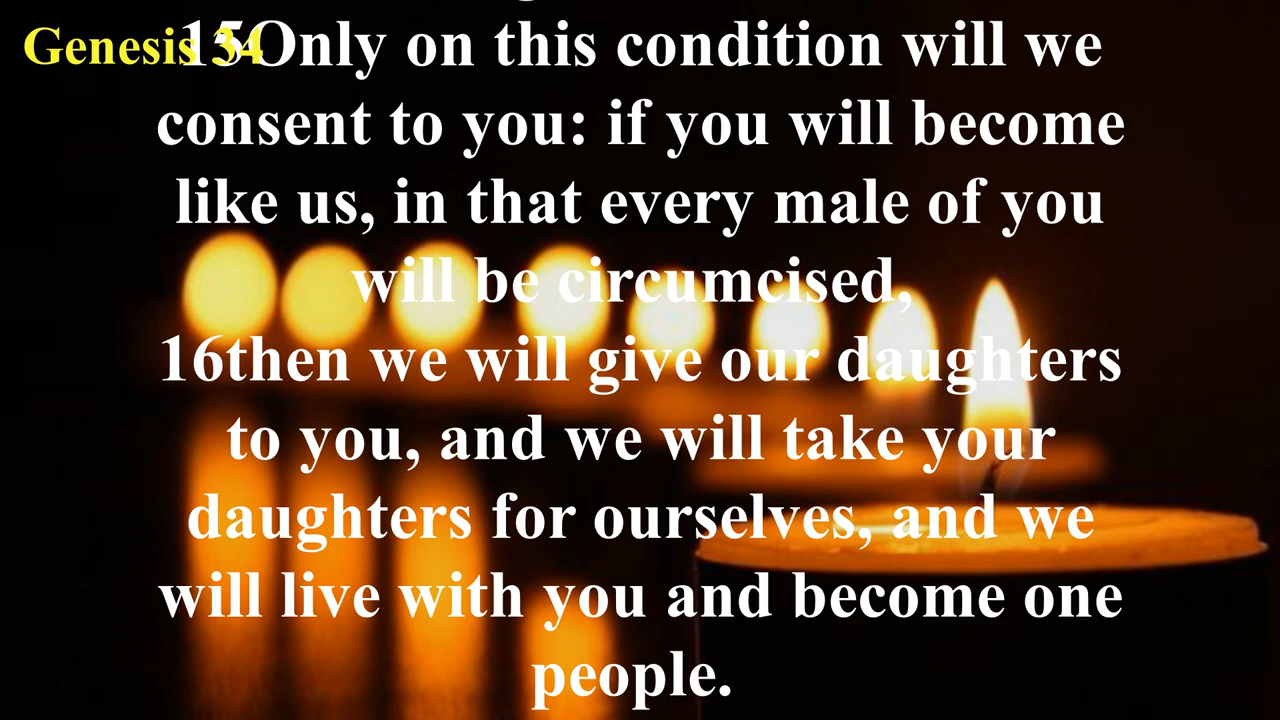 Genesis 34
15Only on this condition will we
consent to you: if you will become
like us, in that every male of you
will be circumcised,
16then we will give our daughters
to you, and we will take your
daughters for ourselves, and we
will live with you and become one
people.